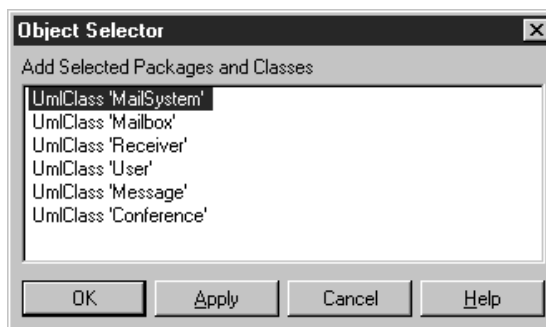 Object Selector
Add Selected Packages and Classes
UmlClass 'MailSystem'
UmlClass 'Mailbox'
UmlClass 'Receiver'
UmlClass 'User'
UmlClass 'Message'
UmlClass 'Conference'
OK Apply Cancel Help